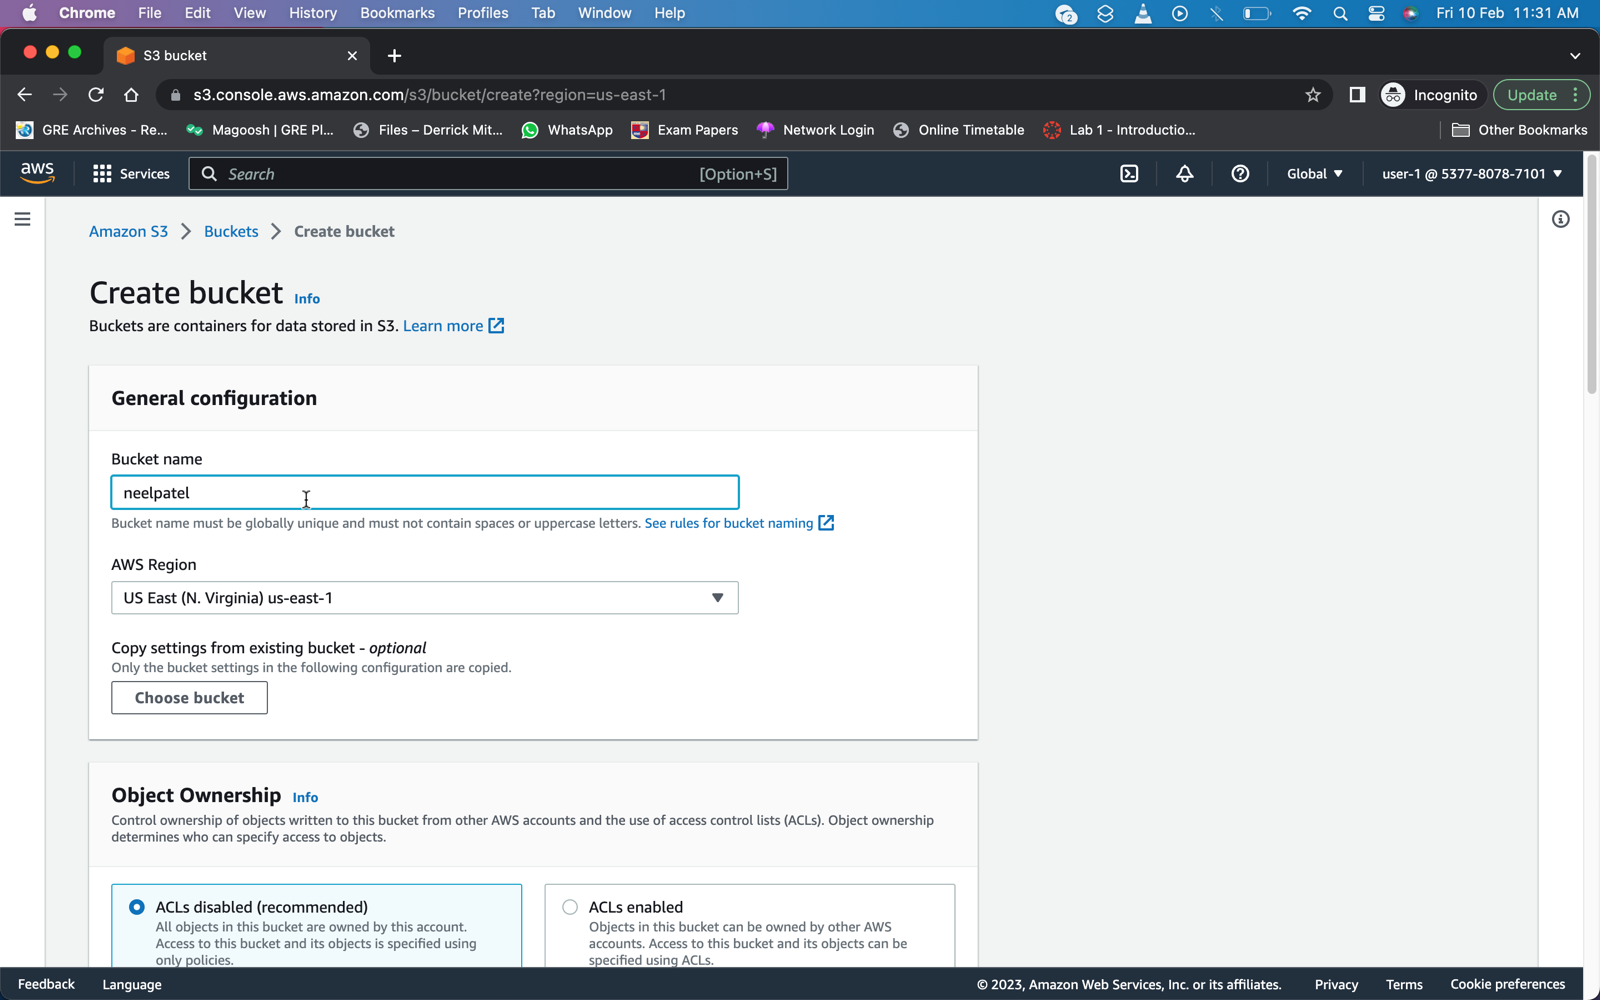 Chrome File Edit View History Bookmarks Profiles Tab Window Help 2 Fri 10 Feb 11:31 AM
S3 bucket
s3.console.aws.amazon.com/s3/bucket/create?region=us-east-1 Incognito Update
GRE Archives - Re... Magoosh | GRE Pl... Files – Derrick Mit... WhatsApp Exam Papers Network Login Online Timetable Lab 1 - Introductio... Other Bookmarks
aws Services Search [Option+S] Global user-1 @ 5377-8078-7101
Amazon S3 Buckets Create bucket
Create bucket Info
Buckets are containers for data stored in S3. Learn more
General configuration
Bucket name
neelpatel
Bucket name must be globally unique and must not contain spaces or uppercase letters. See rules for bucket naming
AWS Region
US East (N. Virginia) us-east-1
Copy settings from existing bucket - optional
Only the bucket settings in the following configuration are copied.
Choose bucket
Object Ownership Info
Control ownership of objects written to this bucket from other AWS accounts and the use of access control lists (ACLs). Object ownership
determines who can specify access to objects.
ACLs disabled (recommended)
All objects in this bucket are owned by this account.
Access to this bucket and its objects is specified using
only policies.
ACLs enabled
Objects in this bucket can be owned by other AWS
accounts. Access to this bucket and its objects can be
specified using ACLs.
Feedback Language © 2023, Amazon Web Services, Inc. or its affiliates. Privacy Terms Cookie preferences